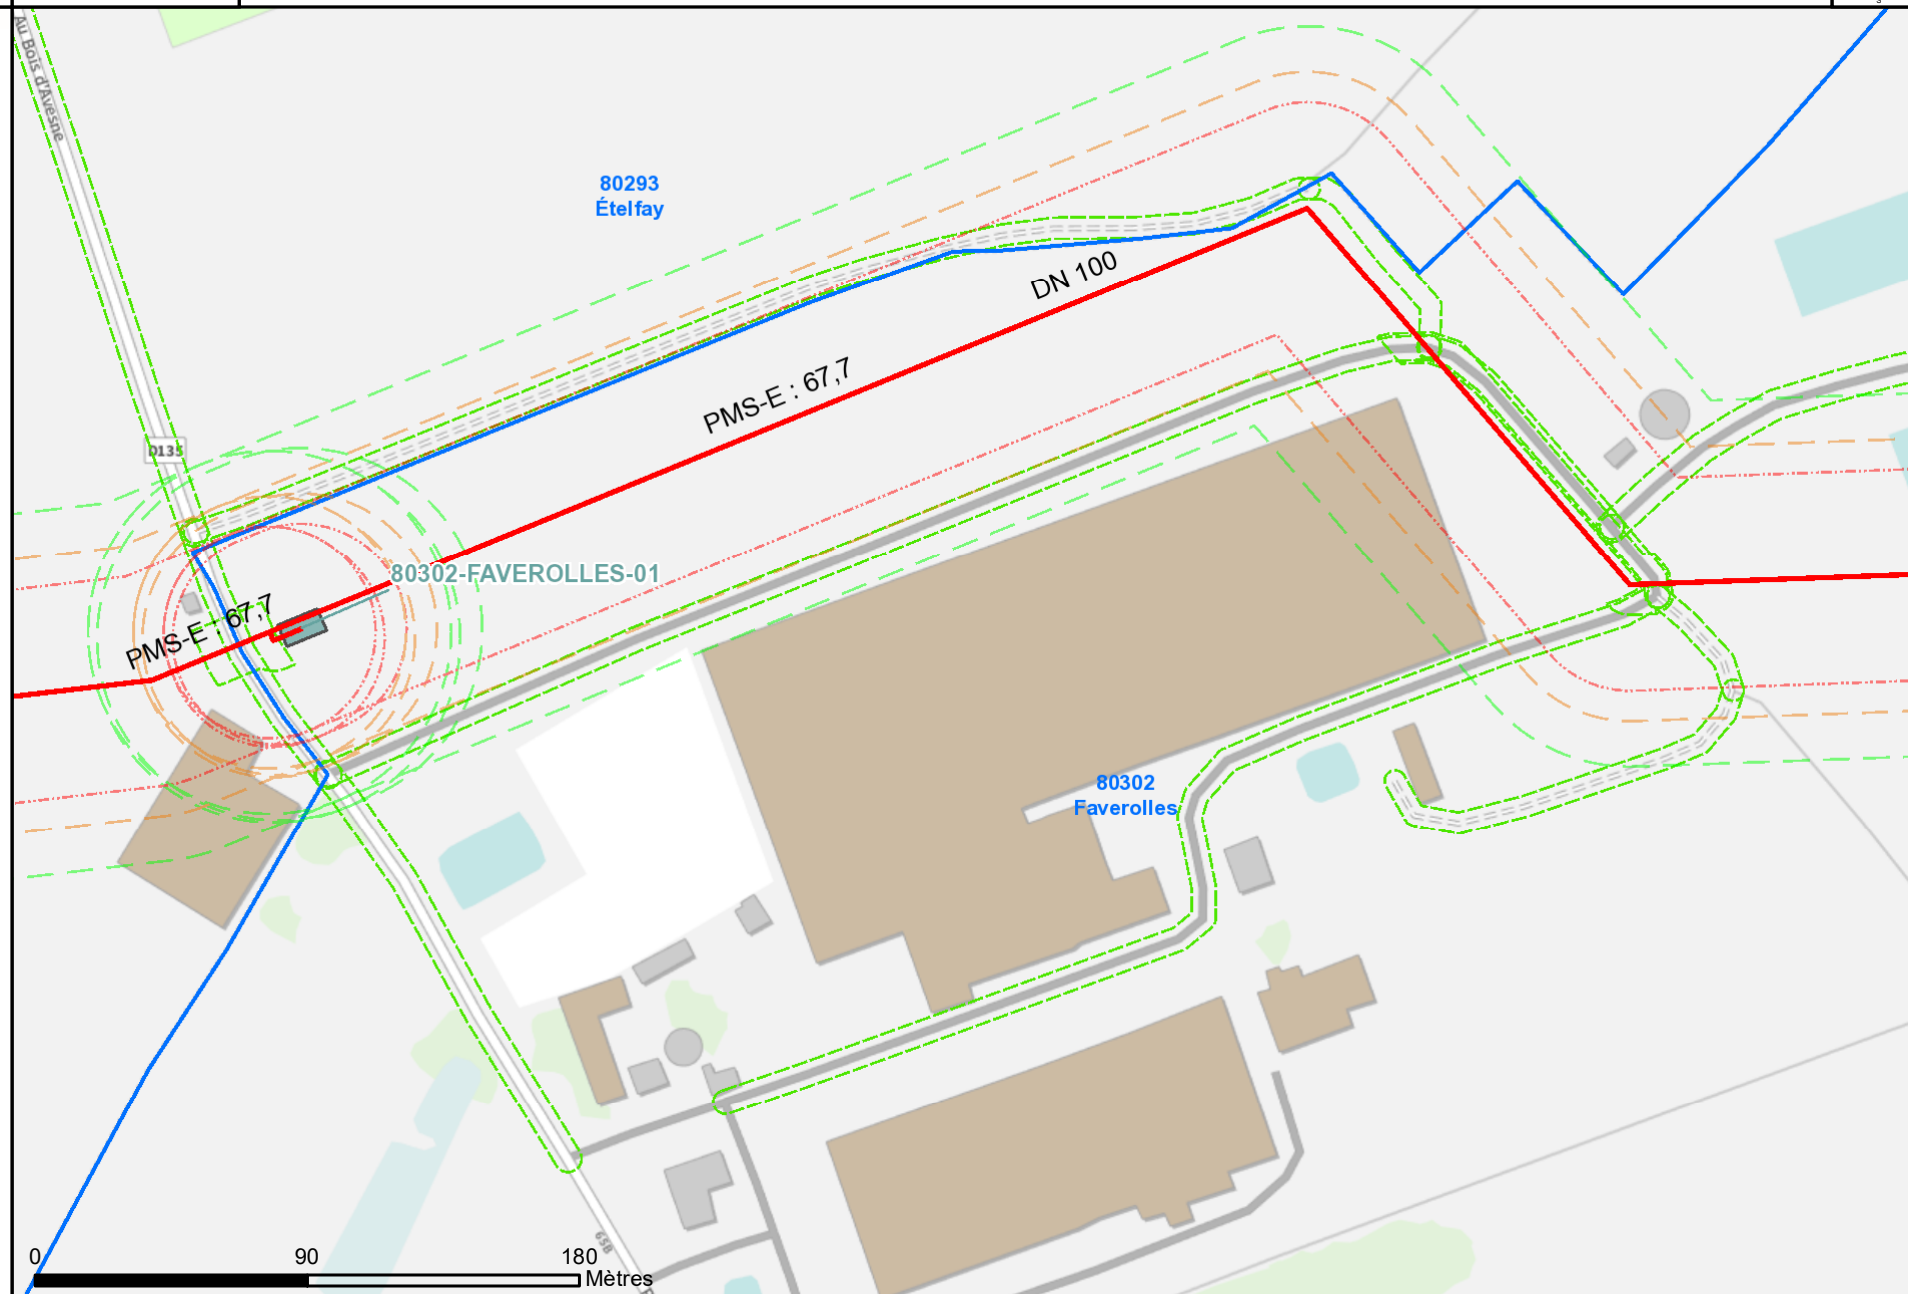 Au Bois d'Avesne
80293
Ételfay
DN 100
PMS-E : 67,7
D135
80302-FAVEROLLES-01
PMS-E : 67,7
80302
Faverolles
0 90 180
Mètres